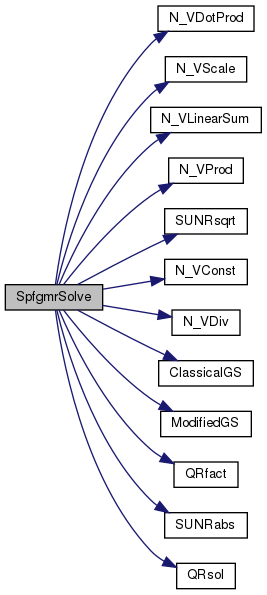 N_VDotProd
N_VScale
N_VLinearSum
N_VProd
SUNRsqrt
SpfgmrSolve
N_VConst
N_VDiv
ClassicalGS
ModifiedGS
QRfact
SUNRabs
QRsol